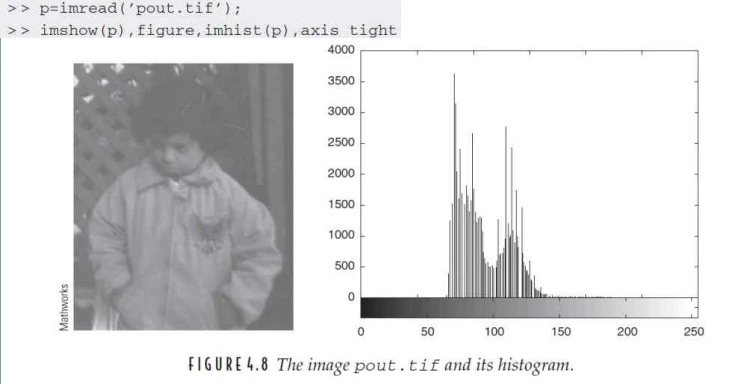 >> p=imread('pout.tif');
>> imshow(p),figure,imhist(p),axis tight
4000
3500
3000
2500
2000
1500
1000
500
0
0 50 100 150 200 250
Mathworks
FIGURE 4.8 The image pout.tif and its histogram.